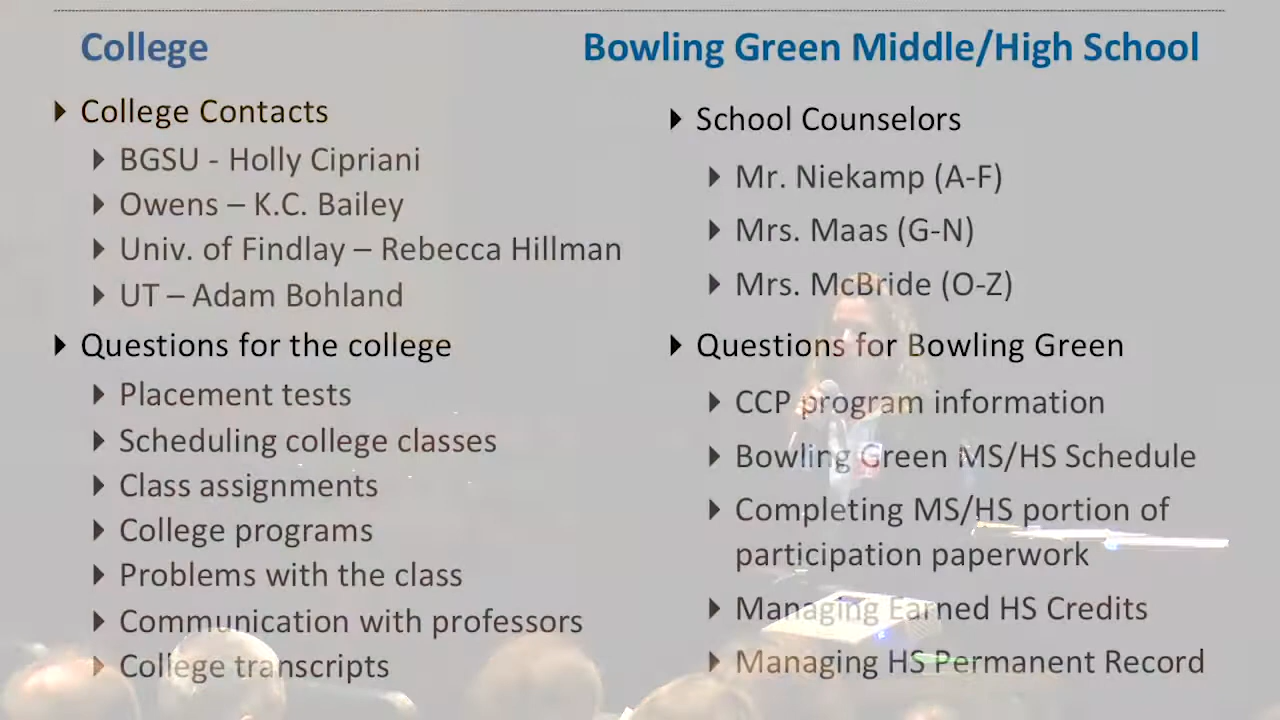 College
College Contacts
BGSU - Holly Cipriani
Owens – K.C. Bailey
Univ. of Findlay – Rebecca Hillman
UT – Adam Bohland
Questions for the college
Placement tests
Scheduling college classes
Class assignments
College programs
Problems with the class
Communication with professors
College transcripts
Bowling Green Middle/High School
School Counselors
Mr. Niekamp (A-F)
Mrs. Maas (G-N)
Mrs. McBride (O-Z)
Questions for Bowling Green
CCP program information
Bowling Green MS/HS Schedule
Completing MS/HS portion of
participation paperwork
Managing Earned HS Credits
Managing HS Permanent Record